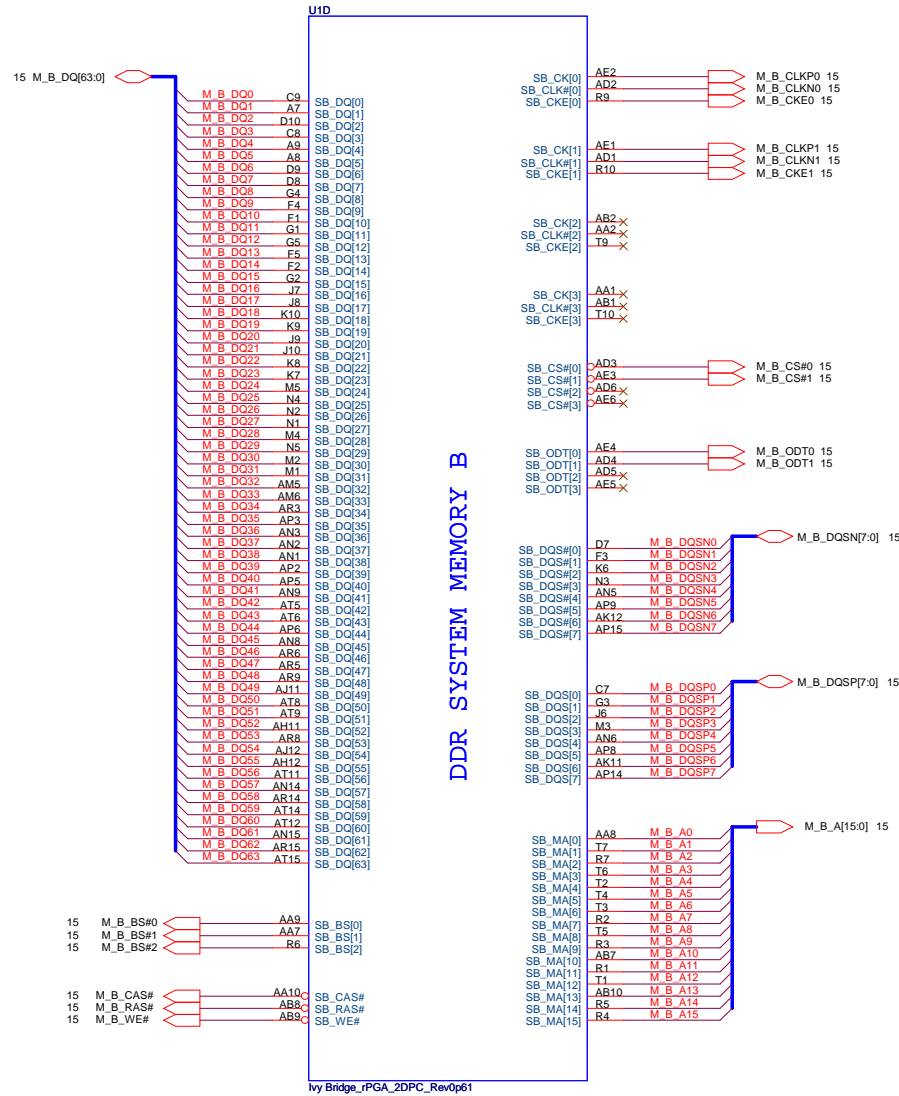 U1D
15 M_B_DQ[63:0]
M_B_DQ0 C9 SB_DQ[0]
M_B_DQ1 A7 SB_DQ[1]
M_B_DQ2 D10 SB_DQ[2]
M_B_DQ3 C8 SB_DQ[3]
M_B_DQ4 A9 SB_DQ[4]
M_B_DQ5 A8 SB_DQ[5]
M_B_DQ6 D9 SB_DQ[6]
M_B_DQ7 D8 SB_DQ[7]
M_B_DQ8 G4 SB_DQ[8]
M_B_DQ9 F4 SB_DQ[9]
M_B_DQ10 F1 SB_DQ[10]
M_B_DQ11 G1 SB_DQ[11]
M_B_DQ12 G5 SB_DQ[12]
M_B_DQ13 F5 SB_DQ[13]
M_B_DQ14 F2 SB_DQ[14]
M_B_DQ15 G2 SB_DQ[15]
M_B_DQ16 J7 SB_DQ[16]
M_B_DQ17 J8 SB_DQ[17]
M_B_DQ18 K10 SB_DQ[18]
M_B_DQ19 K9 SB_DQ[19]
M_B_DQ20 J9 SB_DQ[20]
M_B_DQ21 J10 SB_DQ[21]
M_B_DQ22 K8 SB_DQ[22]
M_B_DQ23 K7 SB_DQ[23]
M_B_DQ24 M5 SB_DQ[24]
M_B_DQ25 N4 SB_DQ[25]
M_B_DQ26 N2 SB_DQ[26]
M_B_DQ27 N1 SB_DQ[27]
M_B_DQ28 M4 SB_DQ[28]
M_B_DQ29 N5 SB_DQ[29]
M_B_DQ30 M2 SB_DQ[30]
M_B_DQ31 M1 SB_DQ[31]
M_B_DQ32 AM5 SB_DQ[32]
M_B_DQ33 AM6 SB_DQ[33]
M_B_DQ34 AR3 SB_DQ[34]
M_B_DQ35 AP3 SB_DQ[35]
M_B_DQ36 AN3 SB_DQ[36]
M_B_DQ37 AN2 SB_DQ[37]
M_B_DQ38 AN1 SB_DQ[38]
M_B_DQ39 AP2 SB_DQ[39]
M_B_DQ40 AP5 SB_DQ[40]
M_B_DQ41 AN9 SB_DQ[41]
M_B_DQ42 AT5 SB_DQ[42]
M_B_DQ43 AT6 SB_DQ[43]
M_B_DQ44 AP6 SB_DQ[44]
M_B_DQ45 AN8 SB_DQ[45]
M_B_DQ46 AR6 SB_DQ[46]
M_B_DQ47 AR5 SB_DQ[47]
M_B_DQ48 AR9 SB_DQ[48]
M_B_DQ49 AJ11 SB_DQ[49]
M_B_DQ50 AT8 SB_DQ[50]
M_B_DQ51 AT9 SB_DQ[51]
M_B_DQ52 AH11 SB_DQ[52]
M_B_DQ53 AR8 SB_DQ[53]
M_B_DQ54 AJ12 SB_DQ[54]
M_B_DQ55 AH12 SB_DQ[55]
M_B_DQ56 AT11 SB_DQ[56]
M_B_DQ57 AN14 SB_DQ[57]
M_B_DQ58 AR14 SB_DQ[58]
M_B_DQ59 AT14 SB_DQ[59]
M_B_DQ60 AT12 SB_DQ[60]
M_B_DQ61 AN15 SB_DQ[61]
M_B_DQ62 AR15 SB_DQ[62]
M_B_DQ63 AT15 SB_DQ[63]
15 M_B_BS#0 AA9 SB_BS[0]
15 M_B_BS#1 AA7 SB_BS[1]
15 M_B_BS#2 R6 SB_BS[2]
15 M_B_CAS# AA10 SB_CAS#
15 M_B_RAS# AB8 SB_RAS#
15 M_B_WE# AB9 SB_WE#
DDR SYSTEM MEMORY B
SB_CK[0] AE2 M_B_CLKP0 15
SB_CLK#[0] AD2 M_B_CLKN0 15
SB_CKE[0] R9 M_B_CKE0 15
SB_CK[1] AE1 M_B_CLKP1 15
SB_CLK#[1] AD1 M_B_CLKN1 15
SB_CKE[1] R10 M_B_CKE1 15
SB_CK[2] AB2
SB_CLK#[2] AA2
SB_CKE[2] T9
SB_CK[3] AA1
SB_CLK#[3] AB1
SB_CKE[3] T10
SB_CS#[0] AD3 M_B_CS#0 15
SB_CS#[1] AE3 M_B_CS#1 15
SB_CS#[2] AD6
SB_CS#[3] AE6
SB_ODT[0] AE4 M_B_ODT0 15
SB_ODT[1] AD4 M_B_ODT1 15
SB_ODT[2] AD5
SB_ODT[3] AE5
M_B_DQSN[7:0] 15
SB_DQS#[0] D7 M_B_DQSN0
SB_DQS#[1] F3 M_B_DQSN1
SB_DQS#[2] K6 M_B_DQSN2
SB_DQS#[3] N3 M_B_DQSN3
SB_DQS#[4] AN5 M_B_DQSN4
SB_DQS#[5] AP9 M_B_DQSN5
SB_DQS#[6] AK12 M_B_DQSN6
SB_DQS#[7] AP15 M_B_DQSN7
M_B_DQSP[7:0] 15
SB_DQS[0] C7 M_B_DQSP0
SB_DQS[1] G3 M_B_DQSP1
SB_DQS[2] J6 M_B_DQSP2
SB_DQS[3] M3 M_B_DQSP3
SB_DQS[4] AN6 M_B_DQSP4
SB_DQS[5] AP8 M_B_DQSP5
SB_DQS[6] AK11 M_B_DQSP6
SB_DQS[7] AP14 M_B_DQSP7
M_B_A[15:0] 15
SB_MA[0] AA8 M_B_A0
SB_MA[1] T7 M_B_A1
SB_MA[2] R7 M_B_A2
SB_MA[3] T6 M_B_A3
SB_MA[4] T2 M_B_A4
SB_MA[5] T4 M_B_A5
SB_MA[6] T3 M_B_A6
SB_MA[7] R2 M_B_A7
SB_MA[8] T5 M_B_A8
SB_MA[9] R3 M_B_A9
SB_MA[10] AB7 M_B_A10
SB_MA[11] R1 M_B_A11
SB_MA[12] T1 M_B_A12
SB_MA[13] AB10 M_B_A13
SB_MA[14] R5 M_B_A14
SB_MA[15] R4 M_B_A15
Ivy Bridge_rPGA_2DPC_Rev0p61